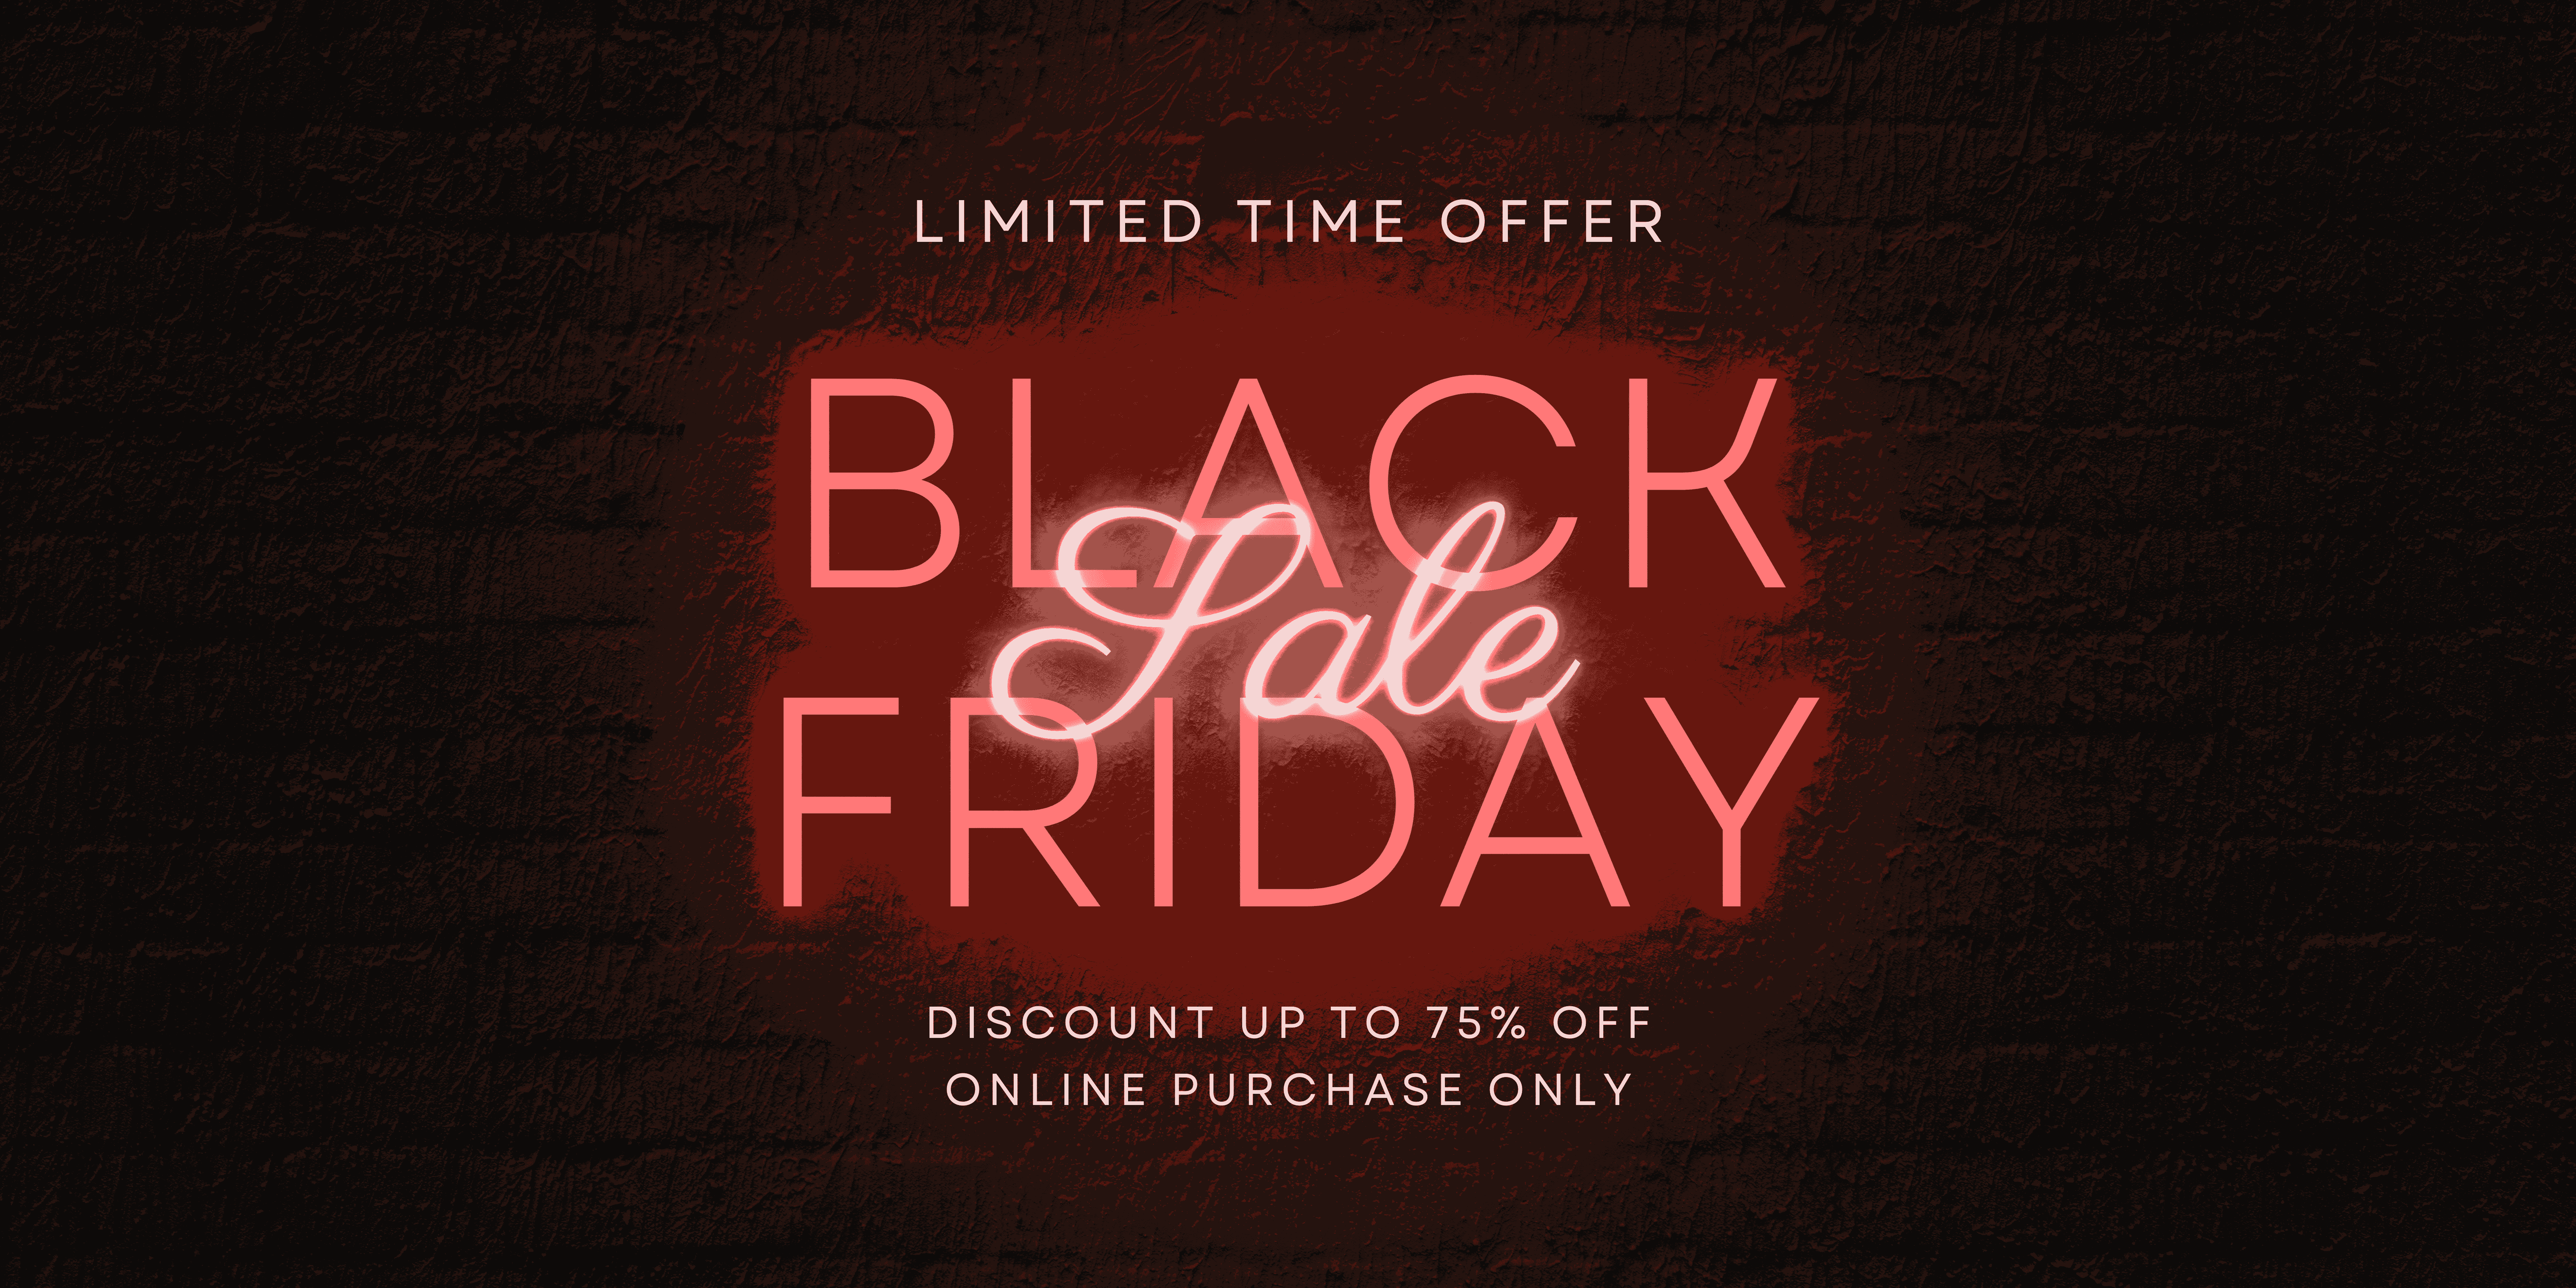 LIMITED TIME OFFER
BLACK
Sale
FRIDAY
DISCOUNT UP TO 75% OFF
ONLINE PURCHASE ONLY